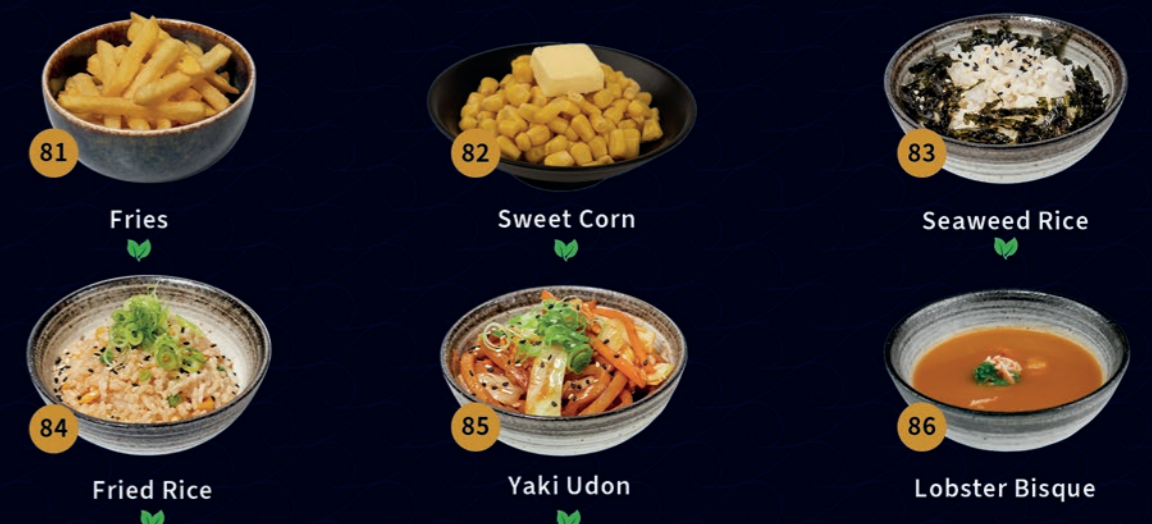 81
82
83
Fries
Sweet Corn
Seaweed Rice
84
85
86
Fried Rice
Yaki Udon
Lobster Bisque